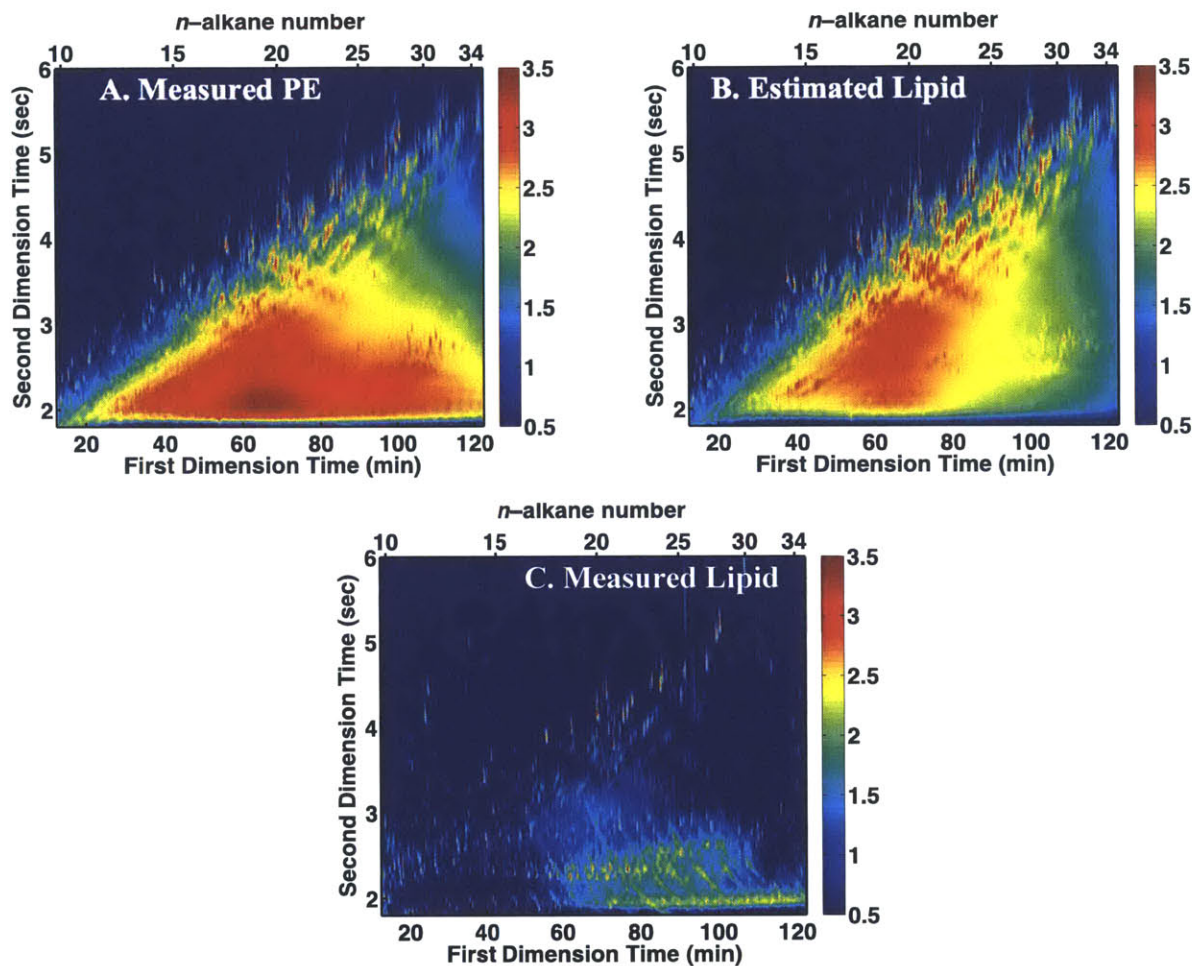 n–alkane number
10 15 20 25 30 34
A. Measured PE
Second Dimension Time (sec)
6
5
4
3
2
20 40 60 80 100 120
First Dimension Time (min)
3.5
3
2.5
2
1.5
1
0.5
n–alkane number
10 15 20 25 30 34
B. Estimated Lipid
Second Dimension Time (sec)
6
5
4
3
2
20 40 60 80 100 120
First Dimension Time (min)
3.5
3
2.5
2
1.5
1
0.5
n–alkane number
10 15 20 25 30 34
C. Measured Lipid
Second Dimension Time (sec)
6
5
4
3
2
20 40 60 80 100 120
First Dimension Time (min)
3.5
3
2.5
2
1.5
1
0.5